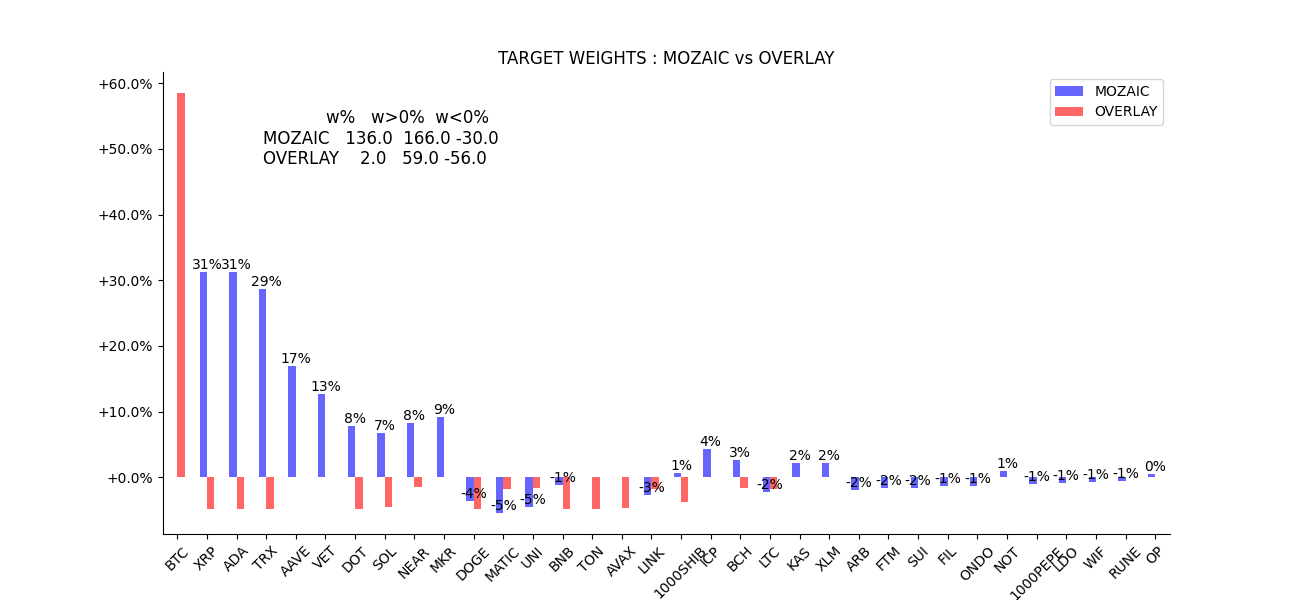 TARGET WEIGHTS : MOZAIC vs OVERLAY
+60.0%
+50.0%
+40.0%
+30.0%
+20.0%
+10.0%
+0.0%
w% w>0% w<0%
MOZAIC 136.0 166.0 -30.0
OVERLAY 2.0 59.0 -56.0
MOZAIC
OVERLAY
31% 31% 29% 17% 13% 8% 7% 8% 9% -4% -5% -5% -1% -3% 1% 4% 3% -2% 2% 2% -2% -2% -2% -1% -1% 1% -1% -1% -1% -1% 0%
BTC XRP ADA TRX AAVE VET DOT SOL NEAR MKR DOGE MATIC UNI BNB TON AVAX LINK 1000SHIB ICP BCH LTC KAS XLM ARB FTM SUI FIL ONDO NOT 1000PEPE LDO WIF RUNE OP